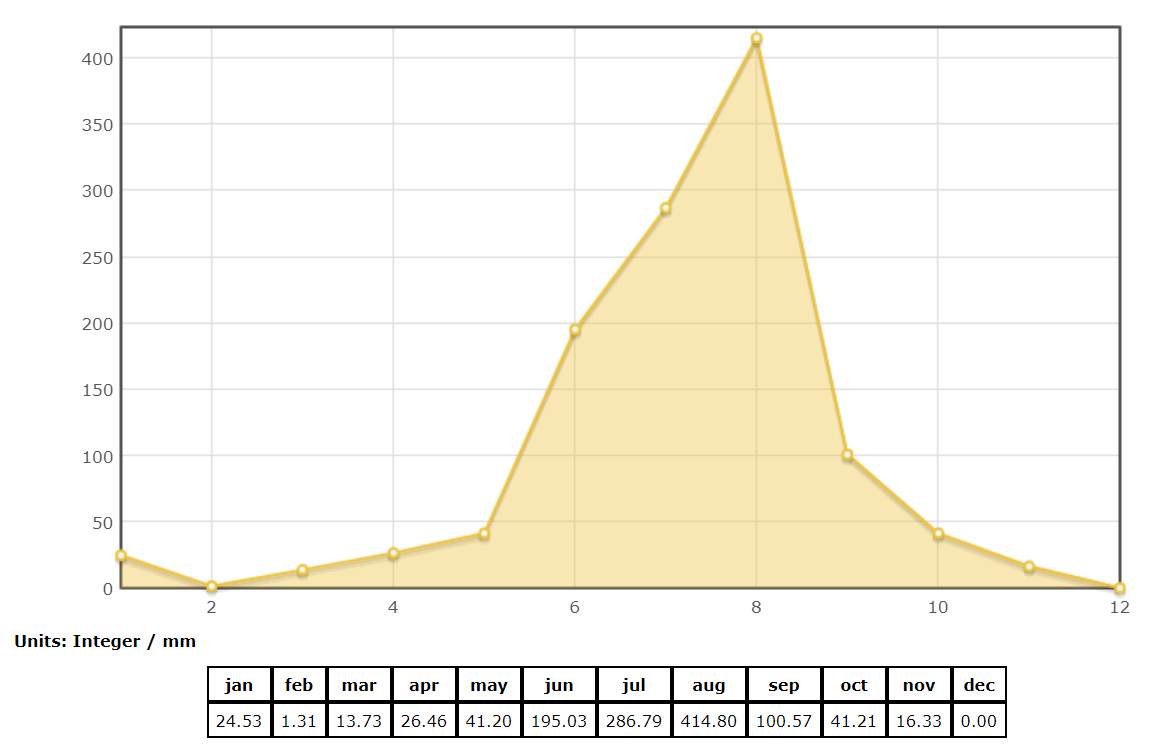 400
350
300
250
200
150
100
50
0
2 4 6 8 10 12
Units: Integer / mm
jan feb mar apr may jun jul aug sep oct nov dec
24.53 1.31 13.73 26.46 41.20 195.03 286.79 414.80 100.57 41.21 16.33 0.00